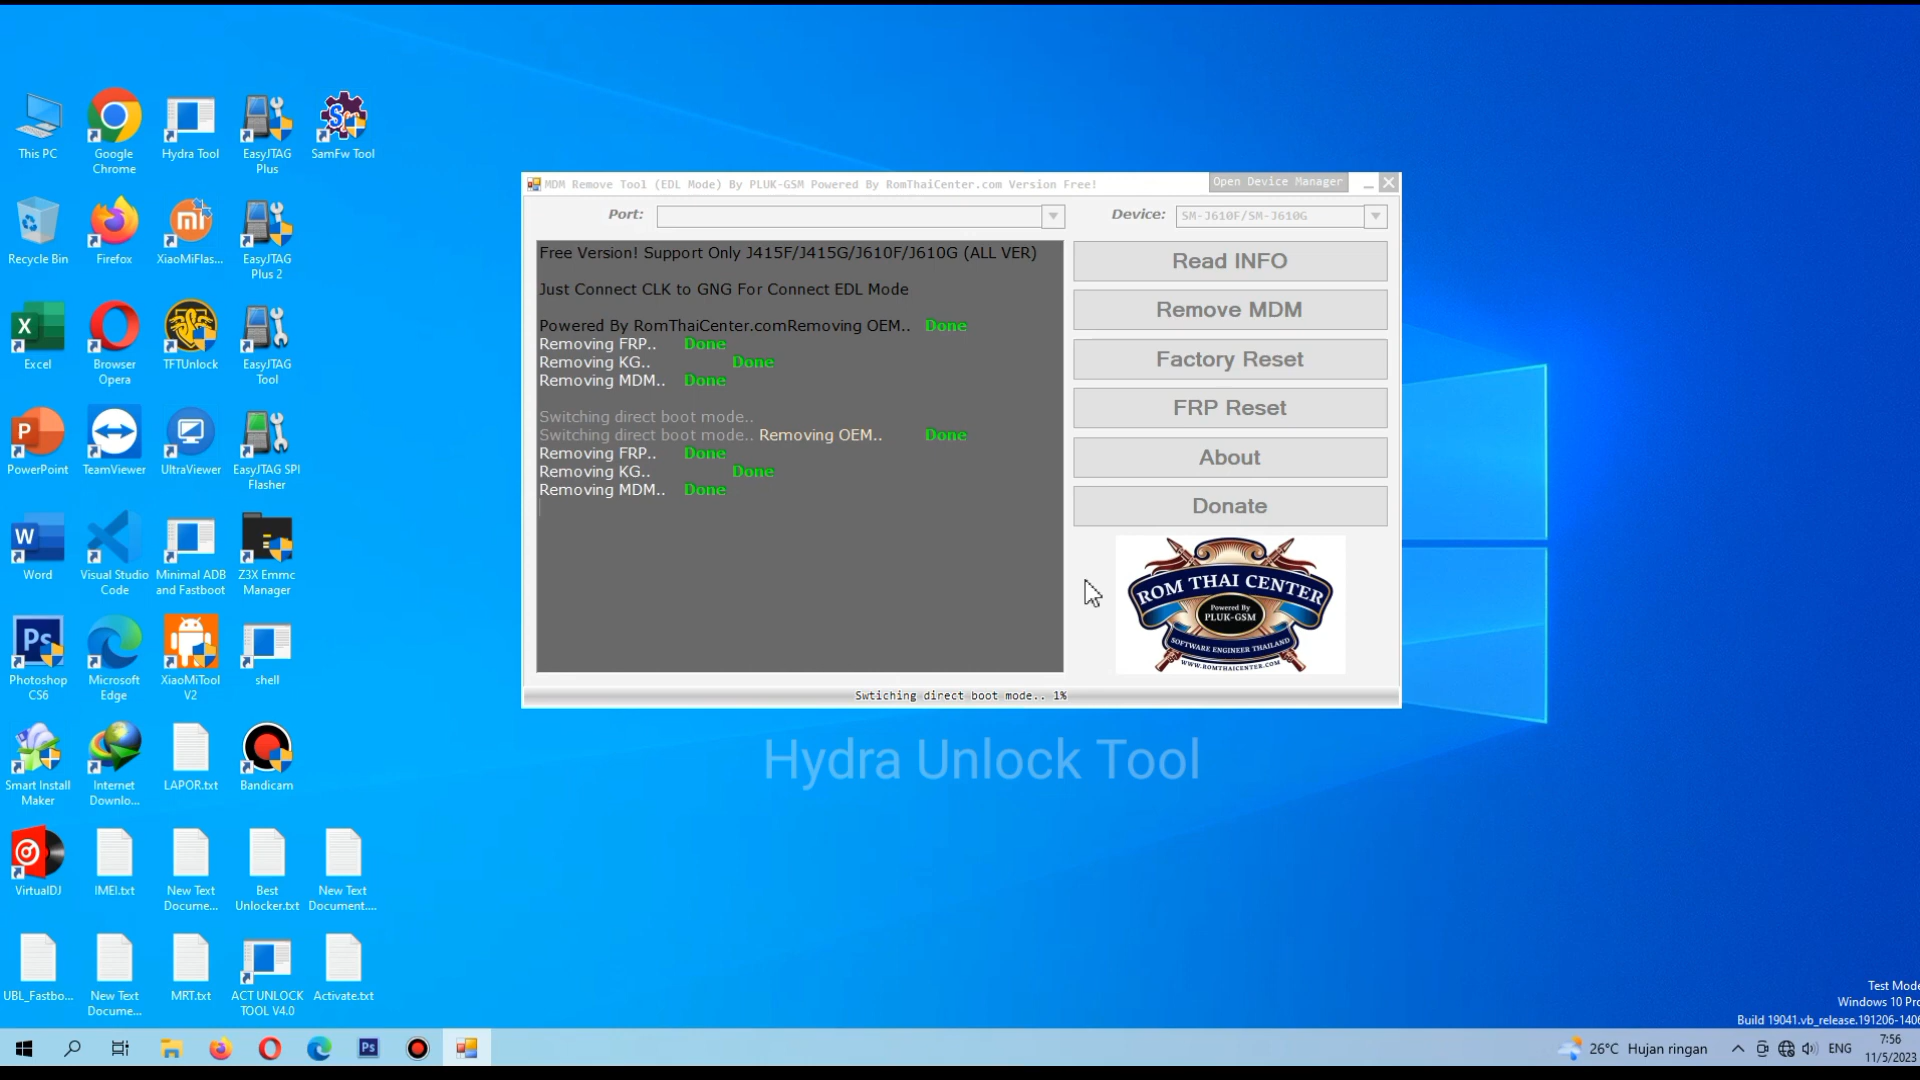 This PC
Google Chrome
Hydra Tool
EasyJTAG Plus
SamFw Tool
Recycle Bin
Firefox
XiaoMiFlas...
EasyJTAG Plus 2
Excel
Browser Opera
TFTUnlock
EasyJTAG Tool
PowerPoint
TeamViewer
UltraViewer
EasyJTAG SPI Flasher
Word
Visual Studio Code
Minimal ADB and Fastboot
Z3X Emmc Manager
Photoshop CS6
Microsoft Edge
XiaoMiTool V2
shell
Smart Install Maker
Internet Downlo...
LAPOR.txt
Bandicam
VirtualDJ
IMEI.txt
New Text Docume...
Best Unlocker.txt
New Text Document....
UBL_Fastbo...
New Text Docume...
MRT.txt
ACT UNLOCK TOOL V4.0
Activate.txt
MDM Remove Tool (EDL Mode) By PLUK-GSM Powered By RomThaiCenter.com Version Free!
Open Device Manager
Port:
Device: SM-J610F/SM-J610G
Free Version! Support Only J415F/J415G/J610F/J610G (ALL VER)
Just Connect CLK to GNG For Connect EDL Mode
Powered By RomThaiCenter.comRemoving OEM.. Done
Removing FRP.. Done
Removing KG.. Done
Removing MDM.. Done
Switching direct boot mode..
Switching direct boot mode.. Removing OEM.. Done
Removing FRP.. Done
Removing KG.. Done
Removing MDM.. Done
Read INFO
Remove MDM
Factory Reset
FRP Reset
About
Donate
ROM THAI CENTER
Powered By
PLUK-GSM
SOFTWARE ENGINEER THAILAND
WWW.ROMTHAICENTER.COM
Swtiching direct boot mode.. 1%
Hydra Unlock Tool
Test Mode
Windows 10 Pro
Build 19041.vb_release.191206-1406
26°C Hujan ringan
ENG
7:56
11/5/2023